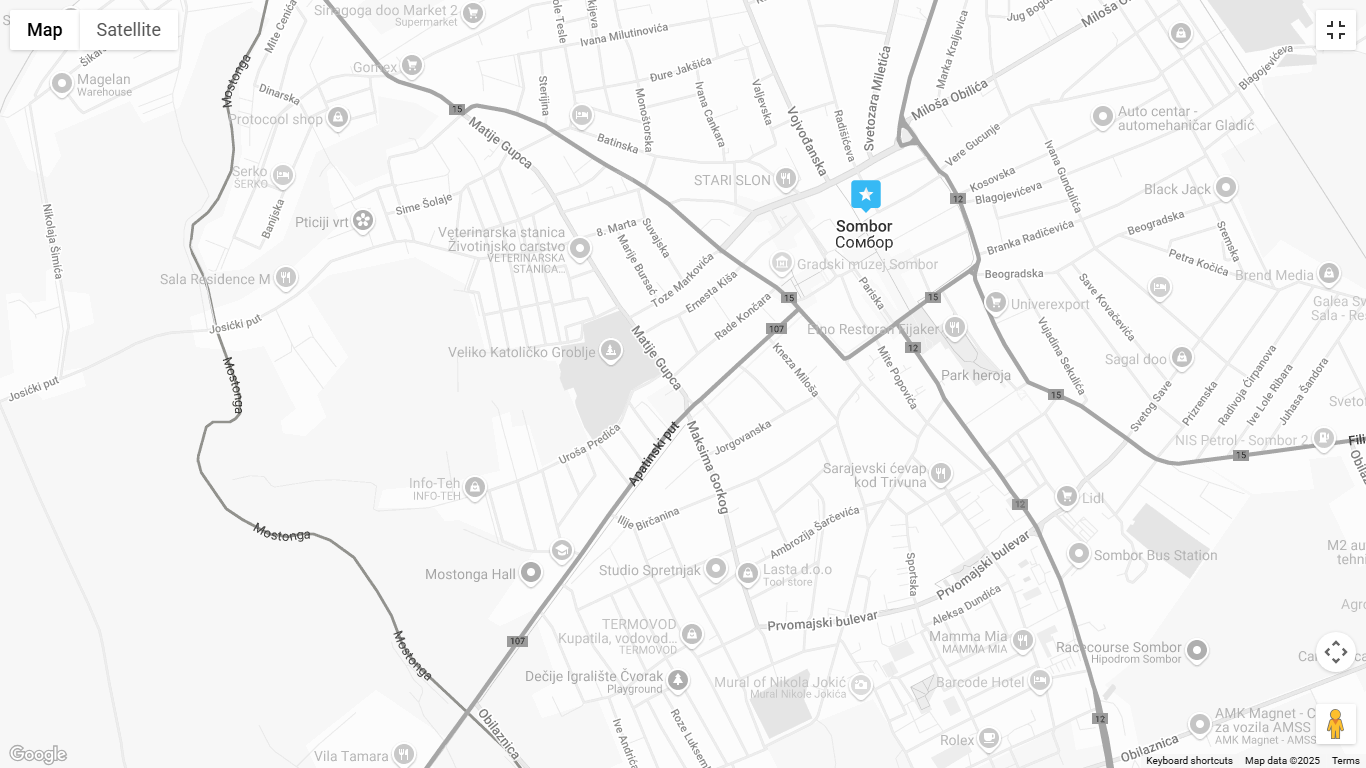 Map
Satellite
Sinagoga doo Market 2
Supermarket
Mite Cenića
Magelan
Warehouse
Gomex
Ivana Milutinovića
Đure Jakšića
Dinarska
Protocool shop
Mostonga
15
Sterijina
Monoštorska
Ivana Cankara
Valjevska
Vojvođanska
Radišićeva
Svetozara Miletića
Marka Kraljevića
Miloša Obilića
Jug Bogdana
Blagojevićeva
Auto centar -
automehaničar Gladić
Vere Gucunje
Ivana Gundulića
Matije Gupca
Batinska
STARI SLON
Serko
ŠERKO
Banijska
Sime Šolaje
Pticiji vrt
Nikolaja Šimića
12
Kosovska
Blagojevićeva
Black Jack
Beogradska
Sremska
Branka Radičevića
Petra Kočića
Beogradska
Brend Media
Sombor
Сомбор
Gradski muzej Sombor
Veterinarska stanica
Životinjsko carstvo
VETERINARSKA
STANICA...
8. Marta
Suvajska
Marije Bursać
Toze Markovića
Ernesta Kiša
Rade Končara
Sala Residence M
Josićki put
15
107
15
Pariska
Etno Restoran Fijaker
12
Univerexport
Save Kovačevića
Vujadina Sekulića
Sagal doo
Park heroja
15
Svetog Save
Prizrenska
Radivoja Ćirpanova
Ive Lole Ribara
Juhasa Šandora
NIS Petrol - Sombor 2
15
Veliko Katoličko Groblje
Matije Gupca
Kneza Miloša
Mite Popovića
Josićki put
Mostonga
Uroša Predića
Apatinski put
Maksima Gorkog
Jorgovanska
Sarajevski ćevap
kod Trivuna
Info-Teh
INFO-TEH
Ilije Birčanina
Ambrozija Šarčevića
12
Lidl
Sombor Bus Station
Mostonga
Mostonga Hall
Studio Spretnjak
Lasta d.o.o
Tool store
Sportska
Prvomajski bulevar
Aleksa Dundića
Prvomajski bulevar
TERMOVOD
Kupatila, vodovod...
TERMOVOD
107
Mamma Mia
MAMMA MIA
Racecourse Sombor
Hipodrom Sombor
Mostonga
Dečije Igralište Čvorak
Playground
Mural of Nikola Jokić
Mural Nikole Jokića
Barcode Hotel
Obilaznica
Vila Tamara
Rolex
12
AMK Magnet - C
za vozila AMSS
AMK Magnet - AMSS
Obilaznica
Google
Keyboard shortcuts
Map data ©2025
Terms